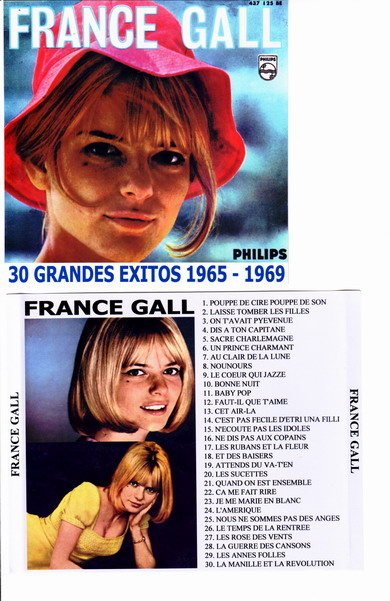 437 125 BE
FRANCE GALL
PHILIPS
PHILIPS
30 GRANDES EXITOS 1965 - 1969
FRANCE GALL
FRANCE GALL
1. POUPPE DE CIRE POUPPE DE SON
2. LAISSE TOMBER LES FILLES
3. ON T'AVAIT PYEVENUE
4. DIS A TON CAPITANE
5. SACRE CHARLEMAGNE
6. UN PRINCE CHARMANT
7. AU CLAIR DE LA LUNE
8. NOUNOURS
9. LE COEUR QUI JAZZE
10. BONNE NUIT
11. BABY POP
12. FAUT-IL QUE T'AIME
13. CET AIR-LA
14. C'EST PAS FECILE D'ETRI UNA FILLI
15. N'ECOUTE PAS LES IDOLES
16. NE DIS PAS AUX COPAINS
17. LES RUBANS ET LA FLEUR
18. ET DES BAISERS
19. ATTENDS DU VA-T'EN
20. LES SUCETTES
21. QUAND ON EST ENSEMBLE
22. CA ME FAIT RIRE
23. JE ME MARIE EN BLANC
24. L'AMERIQUE
25. NOUS NE SOMMES PAS DES ANGES
26. LE TEMPS DE LA RENTREE
27. LES ROSE DES VENTS
28. LA GUERRE DES CANSONS
29. LES ANNES FOLLES
30. LA MANILLE ET LA REVOLUTION
FRANCE GALL